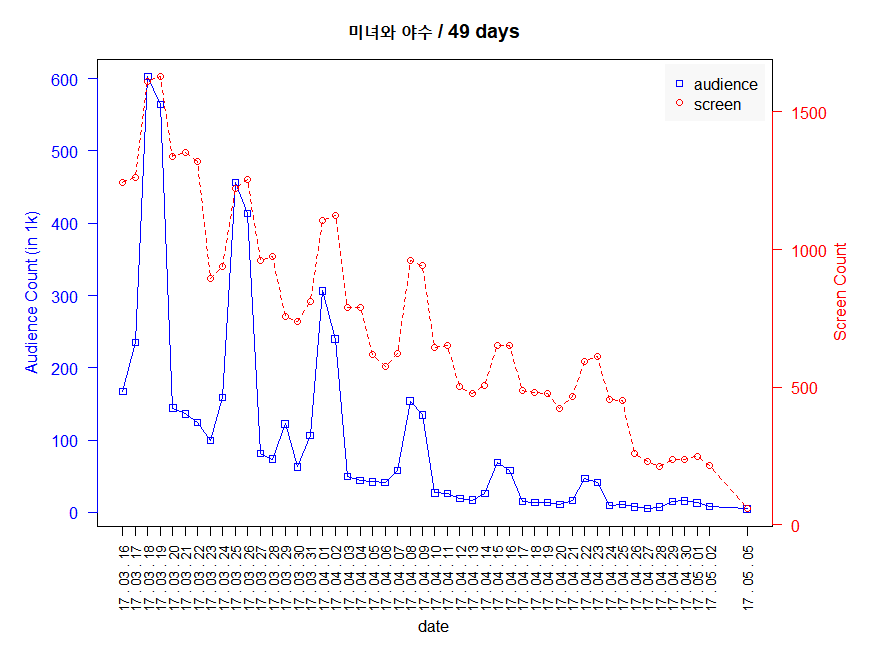 미녀와 야수 / 49 days
audience
screen
600
500
400
300
200
100
0
Audience Count (in 1k)
1500
1000
500
0
Screen Count
17 . 03 . 16
17 . 03 . 17
17 . 03 . 18
17 . 03 . 19
17 . 03 . 20
17 . 03 . 21
17 . 03 . 22
17 . 03 . 23
17 . 03 . 24
17 . 03 . 25
17 . 03 . 26
17 . 03 . 27
17 . 03 . 28
17 . 03 . 29
17 . 03 . 30
17 . 03 . 31
17 . 04 . 01
17 . 04 . 02
17 . 04 . 03
17 . 04 . 04
17 . 04 . 05
17 . 04 . 06
17 . 04 . 07
17 . 04 . 08
17 . 04 . 09
17 . 04 . 10
17 . 04 . 11
17 . 04 . 12
17 . 04 . 13
17 . 04 . 14
17 . 04 . 15
17 . 04 . 16
17 . 04 . 17
17 . 04 . 18
17 . 04 . 19
17 . 04 . 20
17 . 04 . 21
17 . 04 . 22
17 . 04 . 23
17 . 04 . 24
17 . 04 . 25
17 . 04 . 26
17 . 04 . 27
17 . 04 . 28
17 . 04 . 29
17 . 04 . 30
17 . 05 . 01
17 . 05 . 02
17 . 05 . 05
date